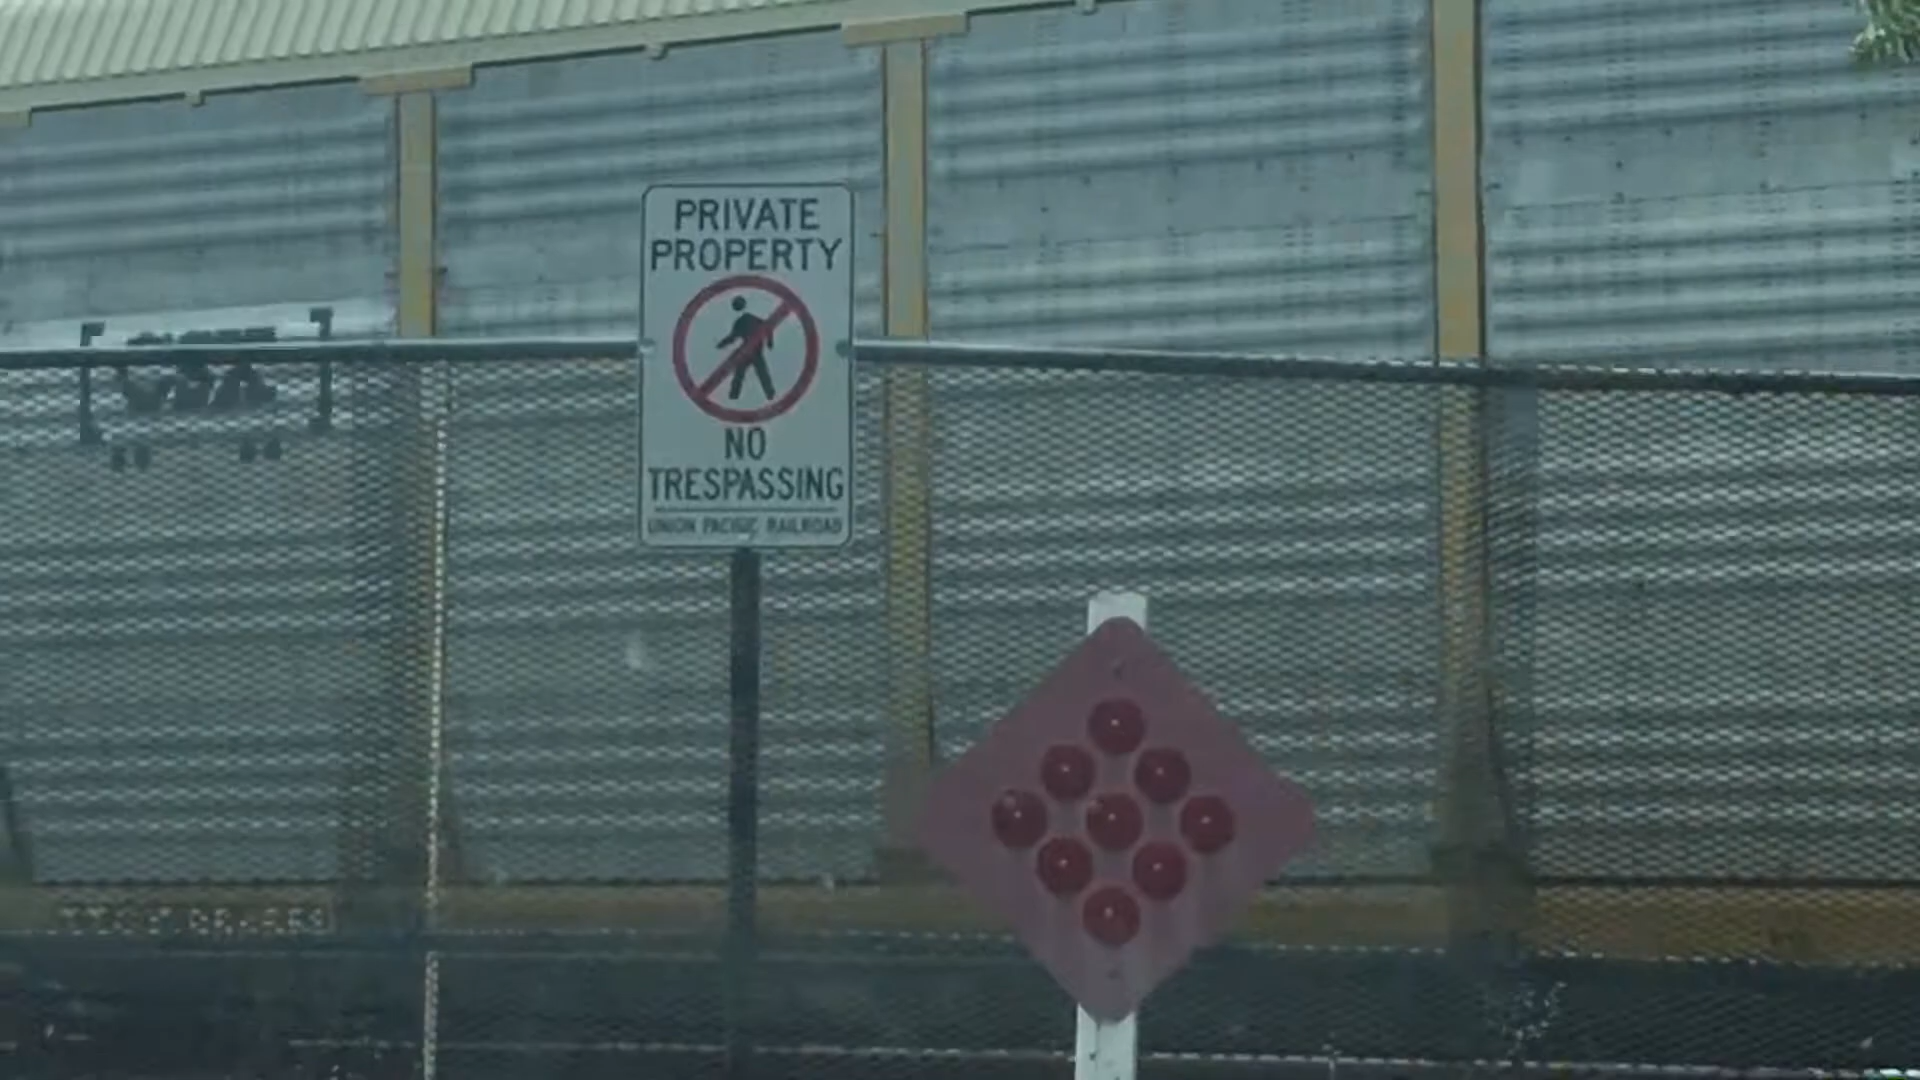 PRIVATE
PROPERTY
NO
TRESPASSING
UNION PACIFIC RAILROAD